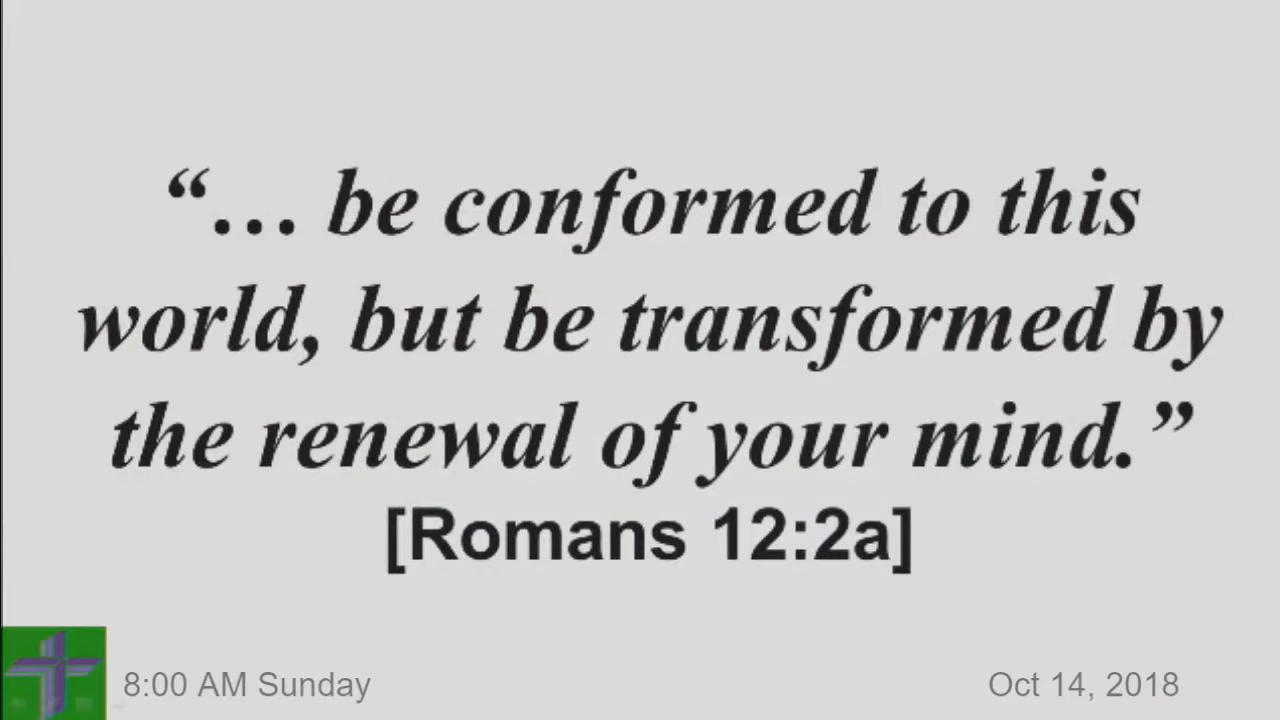 “… be conformed to this
world, but be transformed by
the renewal of your mind.”
[Romans 12:2a]
8:00 AM Sunday
Oct 14, 2018